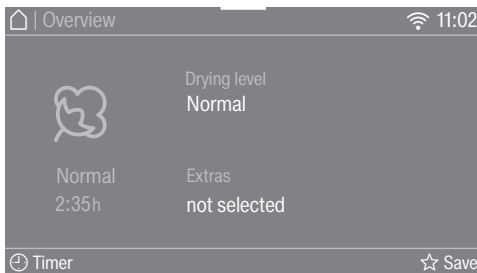 | Overview
11:02
Drying level
Normal
Normal
2:35h
Extras
not selected
Timer
Save